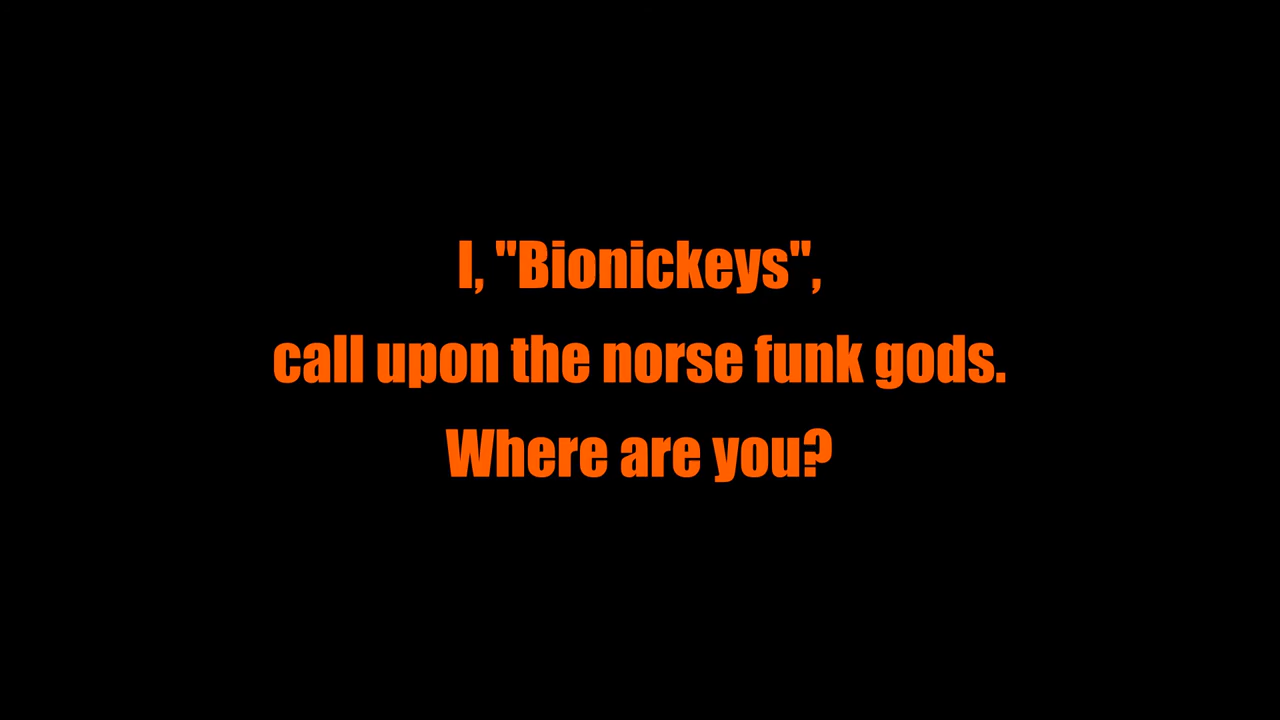 I, "Bionickeys",
call upon the norse funk gods.
Where are you?